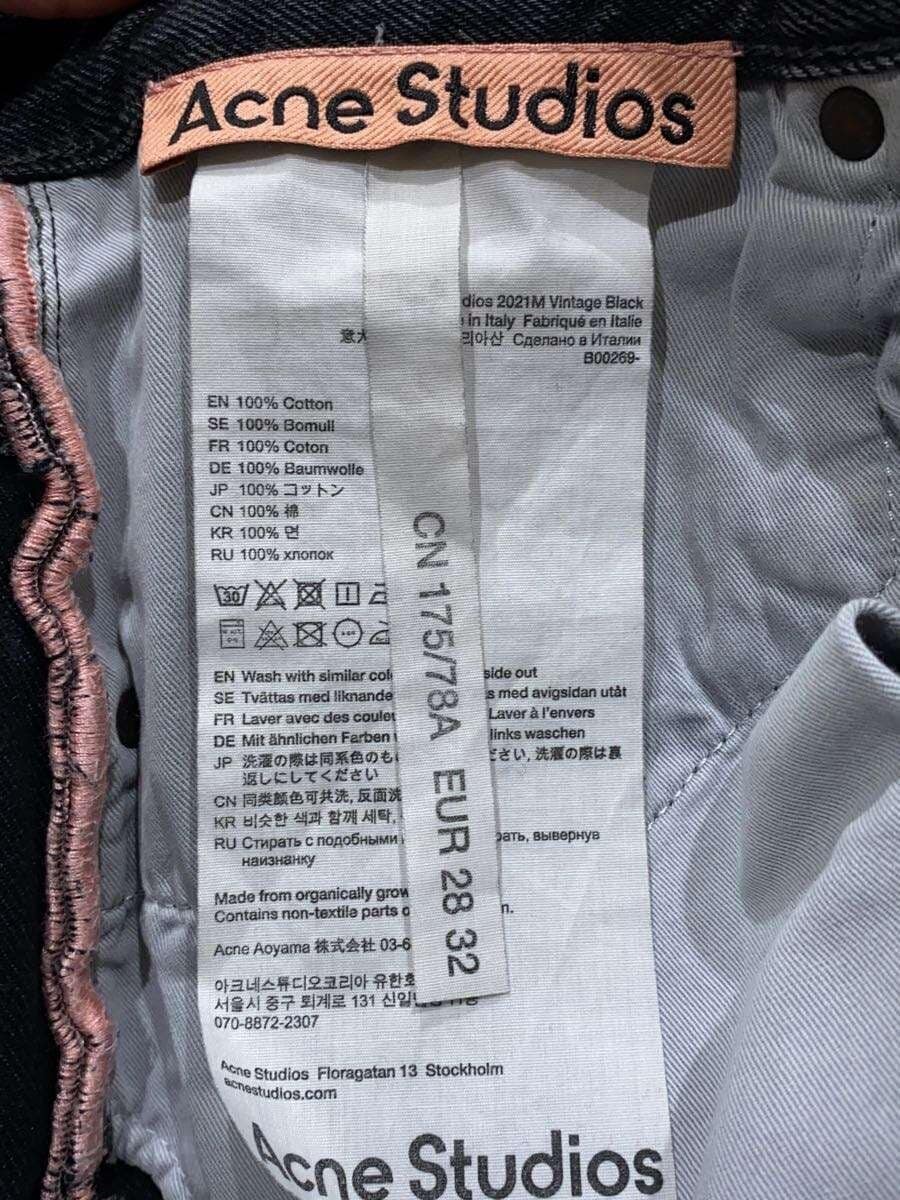 Acne Studios
dios 2021M Vintage Black
in Italy Fabriqué en Italie
意大 리아산 Сделано в Италии
B00269-
EN 100% Cotton
SE 100% Bomull
FR 100% Coton
DE 100% Baumwolle
JP 100% コットン
CN 100% 棉
KR 100% 면
RU 100% хлопок
30
EN Wash with similar side out
SE Tvättas med liknande med avigsidan utåt
FR Laver avec des Laver à l'envers
DE Mit ähnlichen Farben links waschen
JP 洗濯の際は同系色のも ださい, 洗濯の際は裏
返しにしてください
CN 同类颜色可共洗, 反面洗
KR 비슷한 색과 함께 세탁,
RU Стирать с подобными вывернув
наизнанку
Made from organically
Contains non-textile parts
Acne Aoyama 株式会社 03-6
아크네스튜디오코리아
서울시 중구 퇴계로 131
070-8872-2307
Acne Studios Floragatan 13 Stockholm
acnestudios.com
Acne Studios
CN 175/78A EUR 28 32